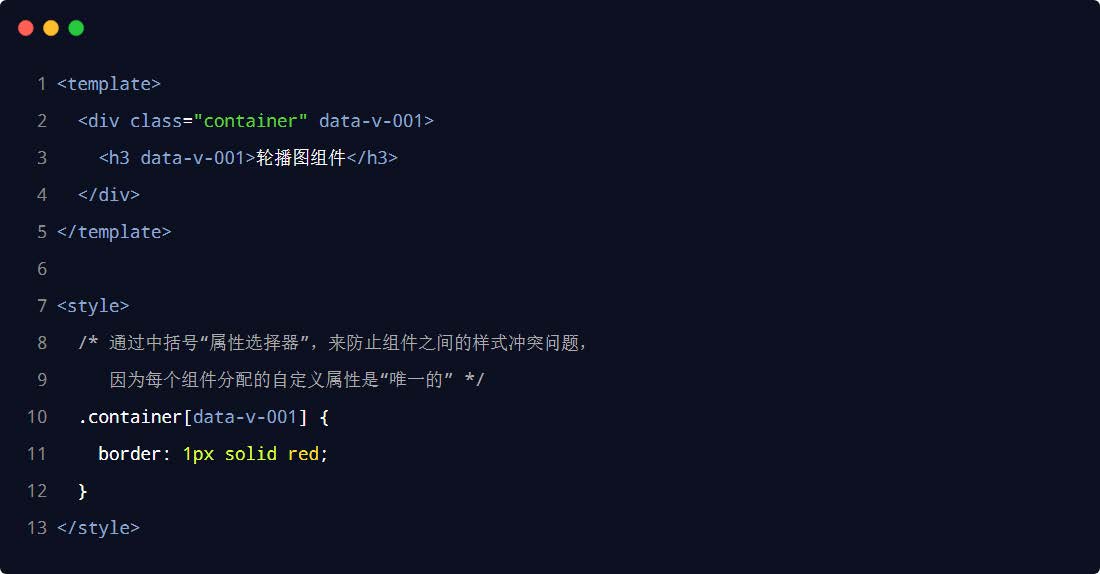 1 <template>
2   <div class="container" data-v-001>
3     <h3 data-v-001>轮播图组件</h3>
4   </div>
5 </template>
6
7 <style>
8   /* 通过中括号“属性选择器”，来防止组件之间的样式冲突问题，
9      因为每个组件分配的自定义属性是“唯一的” */
10   .container[data-v-001] {
11     border: 1px solid red;
12   }
13 </style>